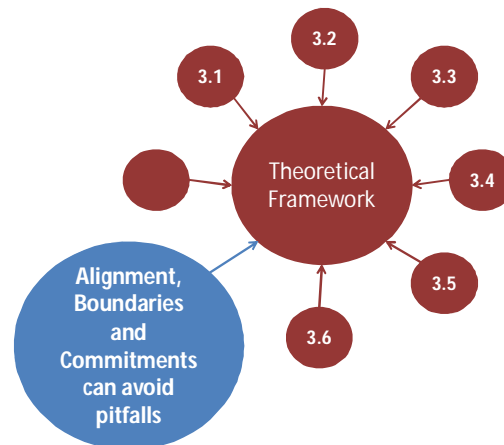 3.2
3.1
3.3
Theoretical
Framework
3.4
Alignment,
Boundaries
and
Commitments
can avoid
pitfalls
3.5
3.6